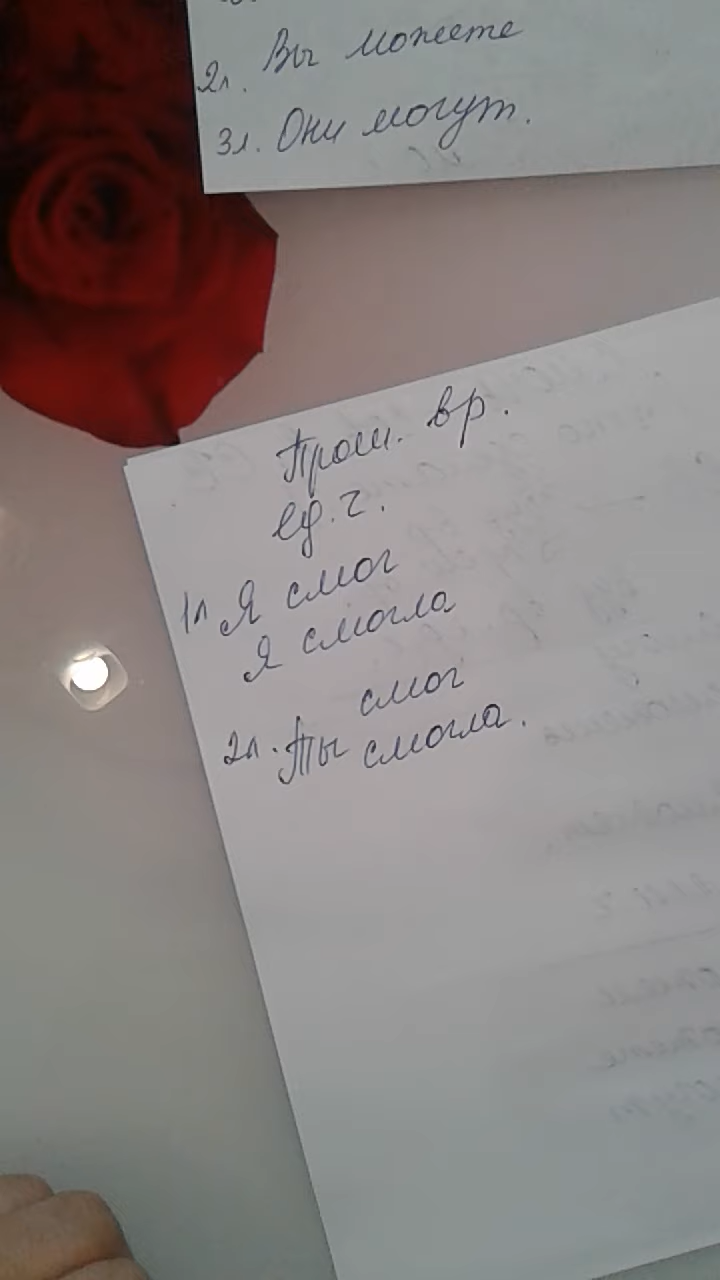 2л. Вы можете
3л. Они могут.
Прош. вр.
ед. ч.
1л Я смог
Я смогла
смог
2л. Ты смогла.